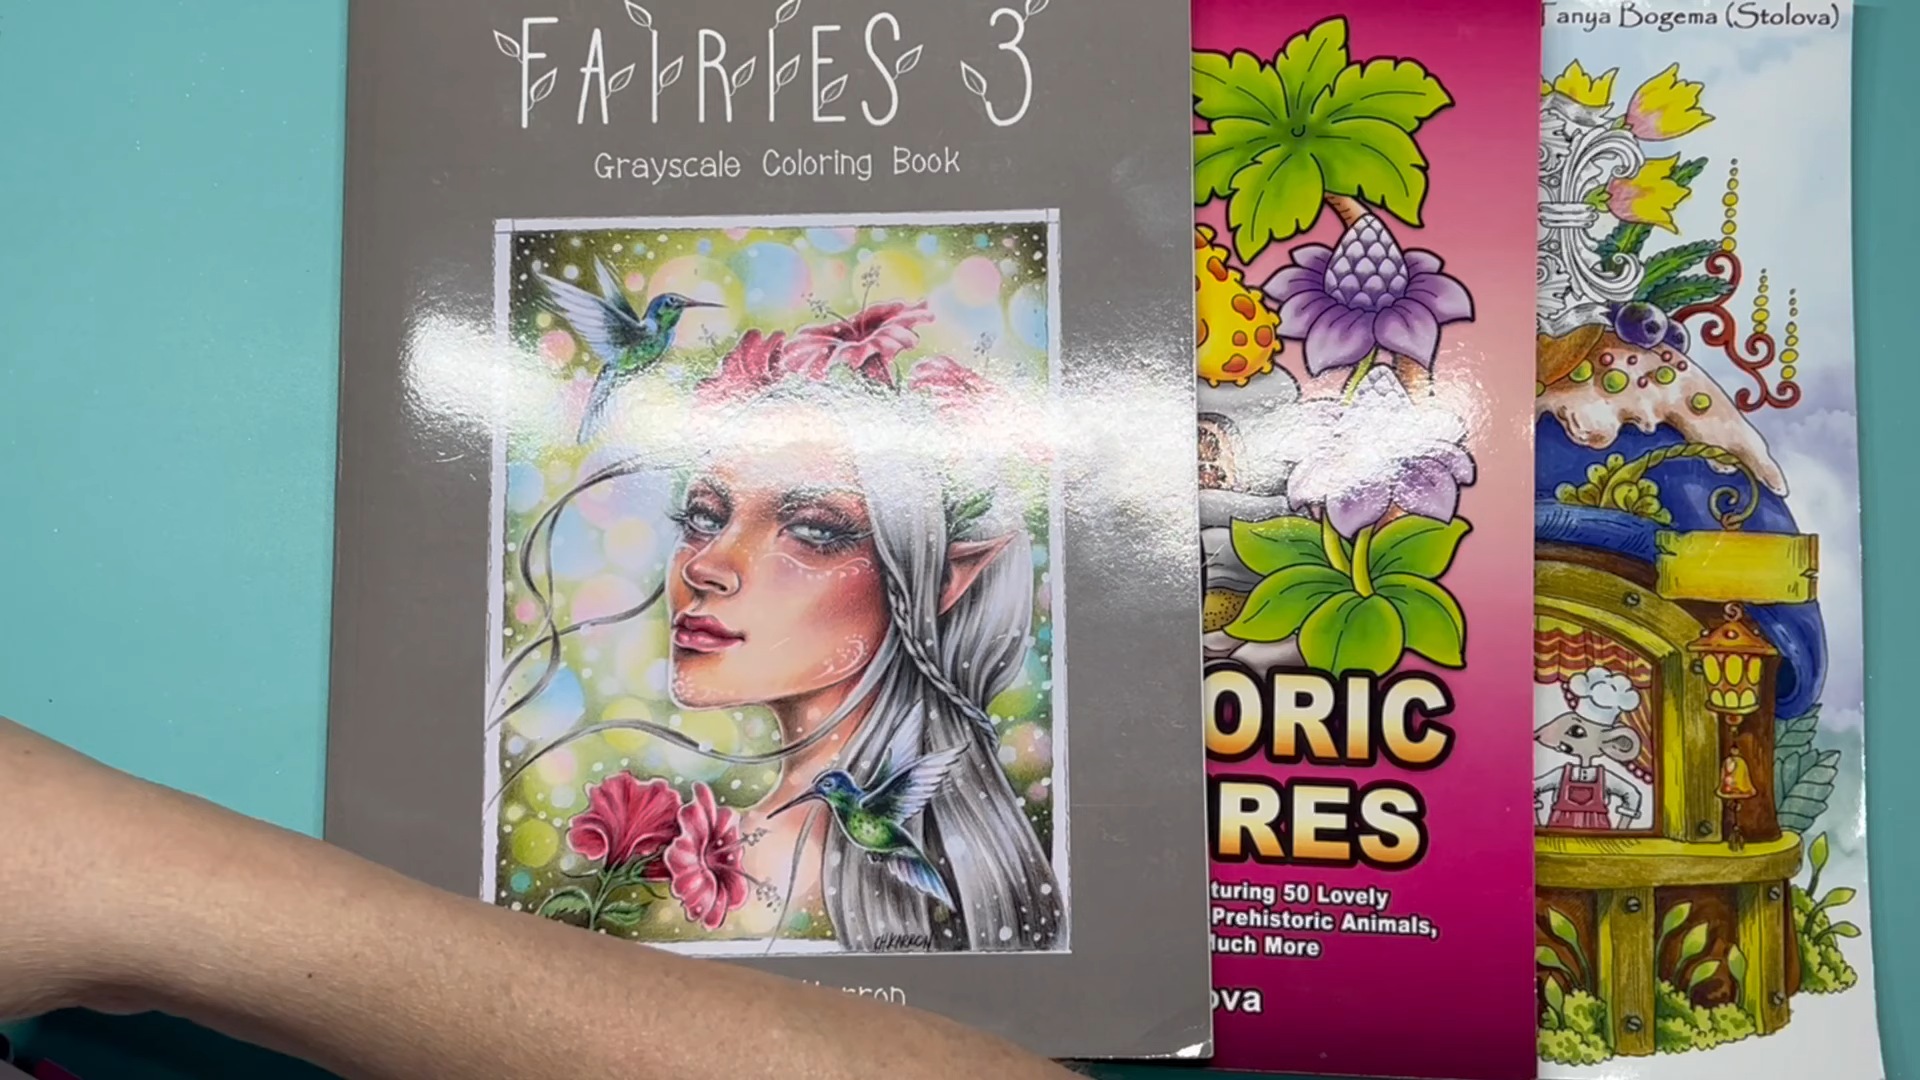 FAIRIES 3
Grayscale Coloring Book
CH.KARRON
ORIC
RES
turing 50 Lovely
Prehistoric Animals,
Much More
ova
Tanya Bogema (Stolova)